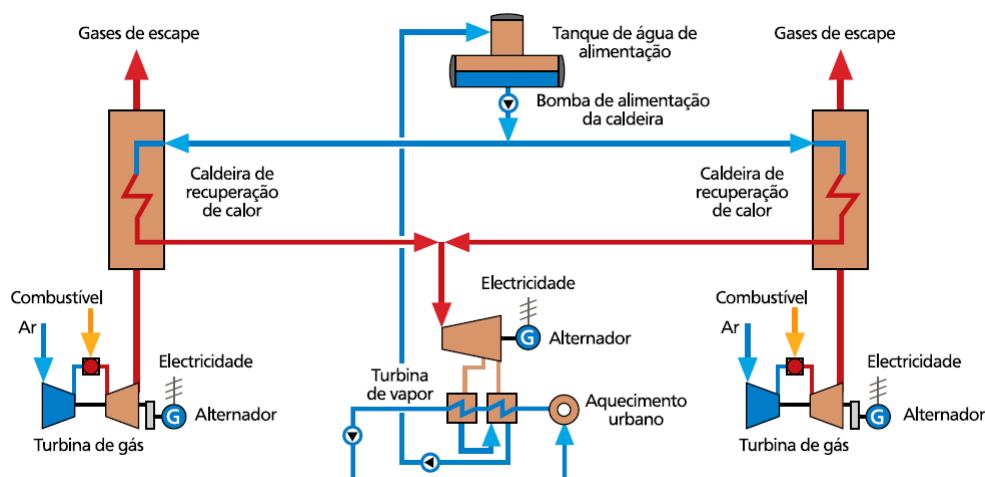 Gases de escape
Tanque de água de
alimentação
Gases de escape
Bomba de alimentação
da caldeira
Caldeira de
recuperação
de calor
Caldeira de
recuperação
de calor
Combustível
Ar
Electricidade
G
Alternador
Turbina de gás
Electricidade
G
Alternador
Turbina
de vapor
Aquecimento
urbano
Combustível
Ar
Electricidade
G
Alternador
Turbina de gás